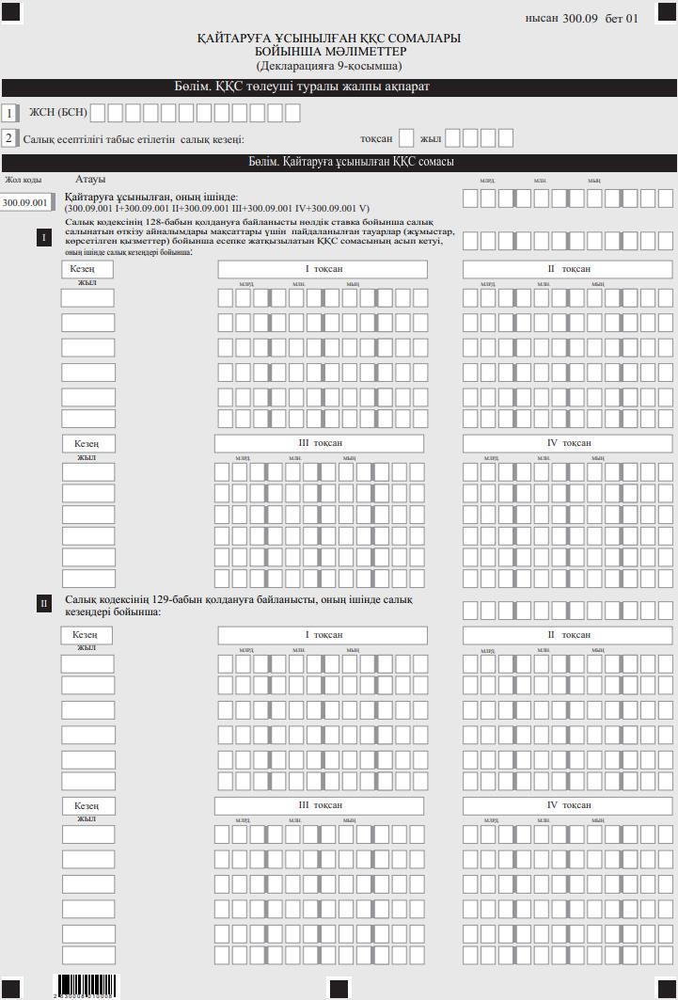 нысан 300.09 бет 01
ҚАЙТАРУҒА ҰСЫНЫЛҒАН ҚҚС СОМАЛАРЫ
БОЙЫНША МӘЛІМЕТТЕР
(Декларацияға 9-қосымша)
Бөлім. ҚҚС төлеуші туралы жалпы ақпарат
1 ЖСН (БСН)
2 Салық есептілігі табыс етілетін салық кезеңі: тоқсан жыл
Бөлім. Қайтаруға ұсынылған ҚҚС сомасы
Жол коды Атауы МЛРД. МЛН. МЫҢ
300.09.001 Қайтаруға ұсынылған, оның ішінде:
(300.09.001 I+300.09.001 II+300.09.001 III+300.09.001 IV+300.09.001 V)
I Салық кодексінің 128-бабын қолдануға байланысты нөлдік ставка бойынша салық
салынатын өткізу айналымдары мақсаттары үшін пайдаланылған тауарлар (жұмыстар,
көрсетілген қызметтер) бойынша есепке жатқызылатын ҚҚС сомасының асып кетуі,
оның ішінде салық кезеңдері бойынша:
Кезең I тоқсан II тоқсан
ЖЫЛ МЛРД. МЛН. МЫҢ МЛРД. МЛН. МЫҢ
Кезең III тоқсан IV тоқсан
ЖЫЛ МЛРД. МЛН. МЫҢ МЛРД. МЛН. МЫҢ
II Салық кодексінің 129-бабын қолдануға байланысты, оның ішінде салық
кезеңдері бойынша:
Кезең I тоқсан II тоқсан
ЖЫЛ МЛРД. МЛН. МЫҢ МЛРД. МЛН. МЫҢ
Кезең III тоқсан IV тоқсан
ЖЫЛ МЛРД. МЛН. МЫҢ МЛРД. МЛН. МЫҢ